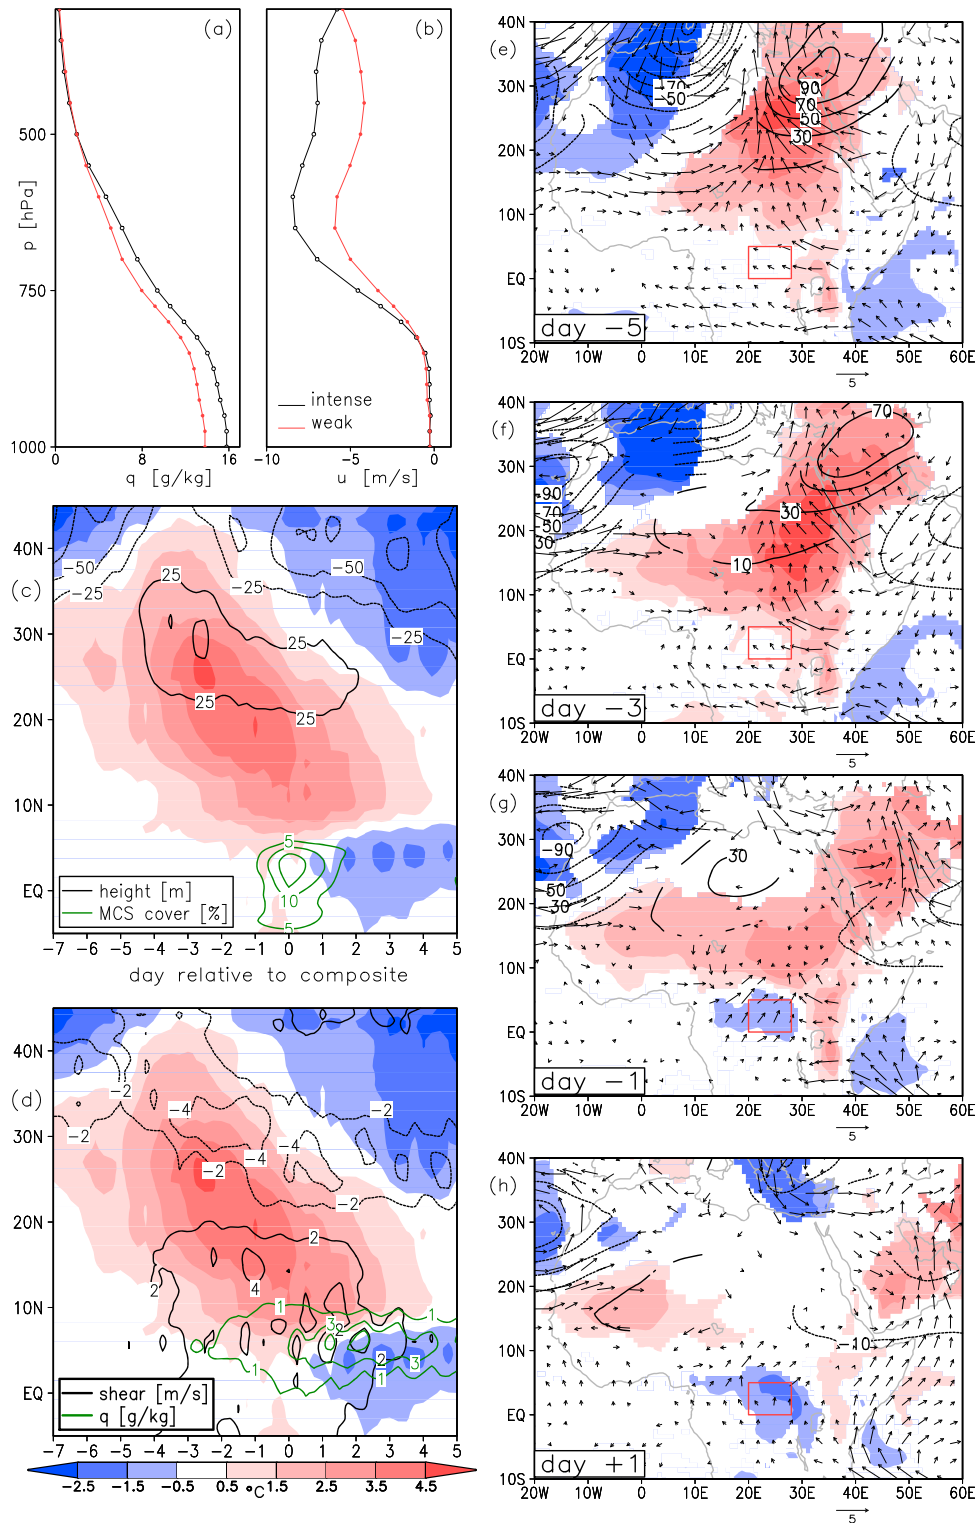 (a)
(b)
500
750
1000
p [hPa]
0
8
16
q [g/kg]
−10
−5
0
u [m/s]
intense
weak
(c)
40N
30N
20N
10N
EQ
−50
−25
25
−50
−25
25
−25
25
25
5
10
5
height [m]
MCS cover [%]
−7 −6 −5 −4 −3 −2 −1 0 1 2 3 4 5
day relative to composite
(d)
40N
30N
20N
10N
EQ
−2
−2
−2
−4
−4
−2
−2
2
2
4
1
1
3
2
2
3
1
1
shear [m/s]
q [g/kg]
−7 −6 −5 −4 −3 −2 −1 0 1 2 3 4 5
−2.5 −1.5 −0.5 0.5 1.5 2.5 3.5 4.5
°C
(e)
40N
30N
20N
10N
EQ
10S
−70
−50
90
70
50
30
day −5
20W 10W 0 10E 20E 30E 40E 50E 60E
5
(f)
40N
30N
20N
10N
EQ
10S
70
−90
−70
−50
30
30
10
day −3
20W 10W 0 10E 20E 30E 40E 50E 60E
5
(g)
40N
30N
20N
10N
EQ
10S
−90
−50
−30
30
day −1
20W 10W 0 10E 20E 30E 40E 50E 60E
5
(h)
40N
30N
20N
10N
EQ
10S
−10
day +1
20W 10W 0 10E 20E 30E 40E 50E 60E
5